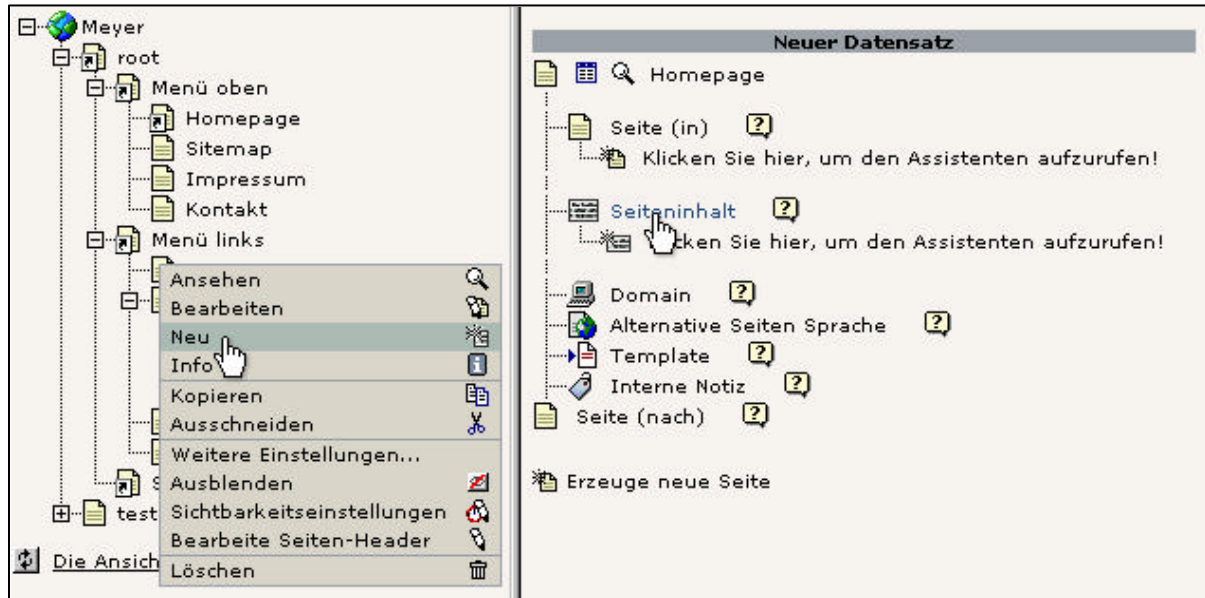 Meyer
root
Menü oben
Homepage
Sitemap
Impressum
Kontakt
Menü links
Ansehen
Bearbeiten
Neu
Info
Kopieren
Ausschneiden
Weitere Einstellungen...
Ausblenden
Sichtbarkeitseinstellungen
Bearbeite Seiten-Header
Löschen
test
Die Ansich
Neuer Datensatz
Homepage
Seite (in)
Klicken Sie hier, um den Assistenten aufzurufen!
Seiteninhalt
cken Sie hier, um den Assistenten aufzurufen!
Domain
Alternative Seiten Sprache
Template
Interne Notiz
Seite (nach)
Erzeuge neue Seite